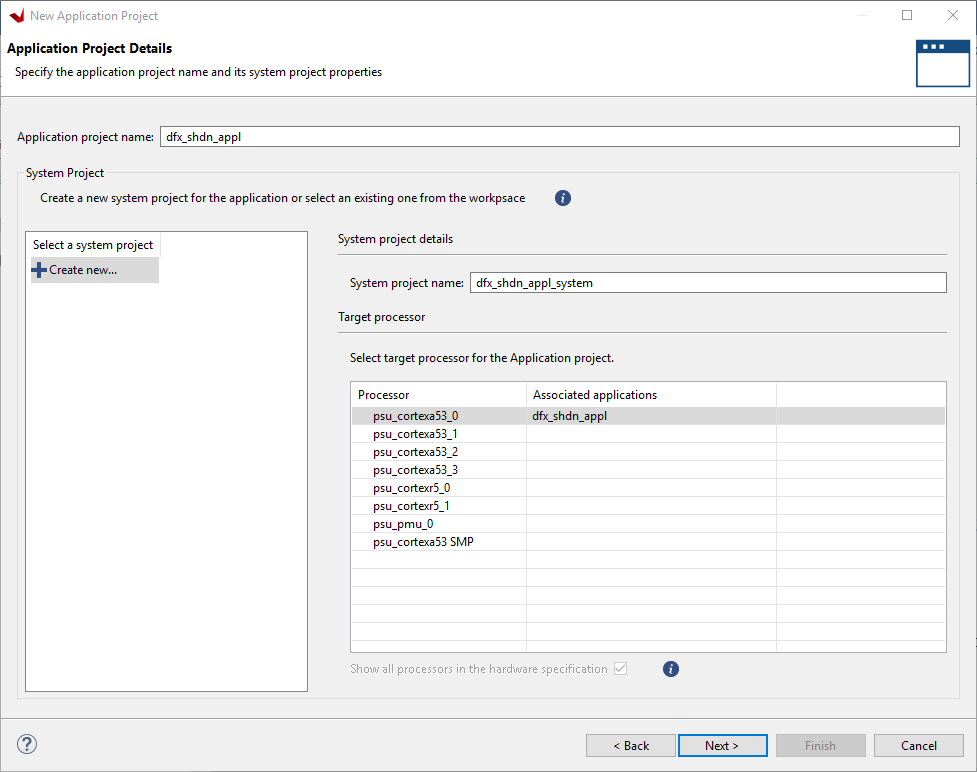 New Application Project
Application Project Details
Specify the application project name and its system project properties
Application project name: dfx_shdn_appl
System Project
Create a new system project for the application or select an existing one from the workpsace
Select a system project
Create new...
System project details
System project name: dfx_shdn_appl_system
Target processor
Select target processor for the Application project.
Processor Associated applications
psu_cortexa53_0 dfx_shdn_appl
psu_cortexa53_1
psu_cortexa53_2
psu_cortexa53_3
psu_cortexr5_0
psu_cortexr5_1
psu_pmu_0
psu_cortexa53 SMP
Show all processors in the hardware specification
< Back Next > Finish Cancel